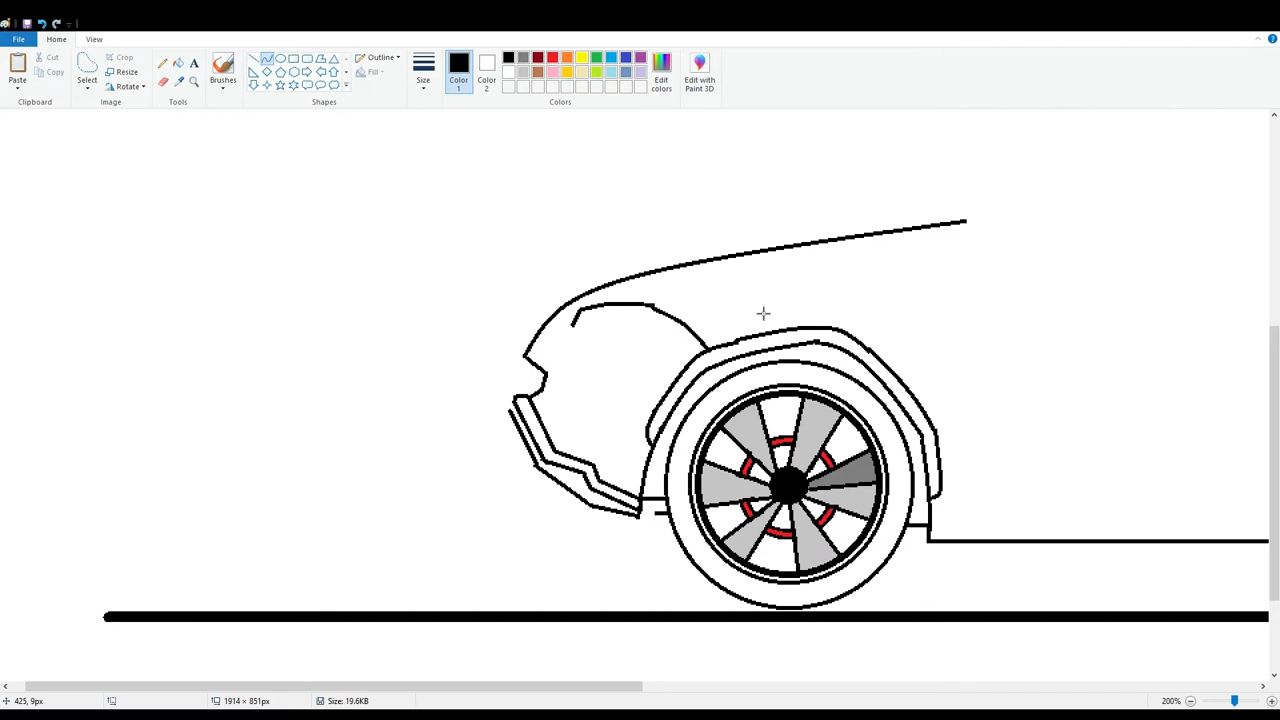 File Home View
Paste
Cut
Copy
Clipboard
Select
Crop
Resize
Rotate
Image
A
Tools
Brushes
Outline
Fill
Shapes
Size
Color
1
Color
2
Edit
colors
Colors
Edit with
Paint 3D
425, 9px
1914 × 851px
Size: 19.6KB
200%